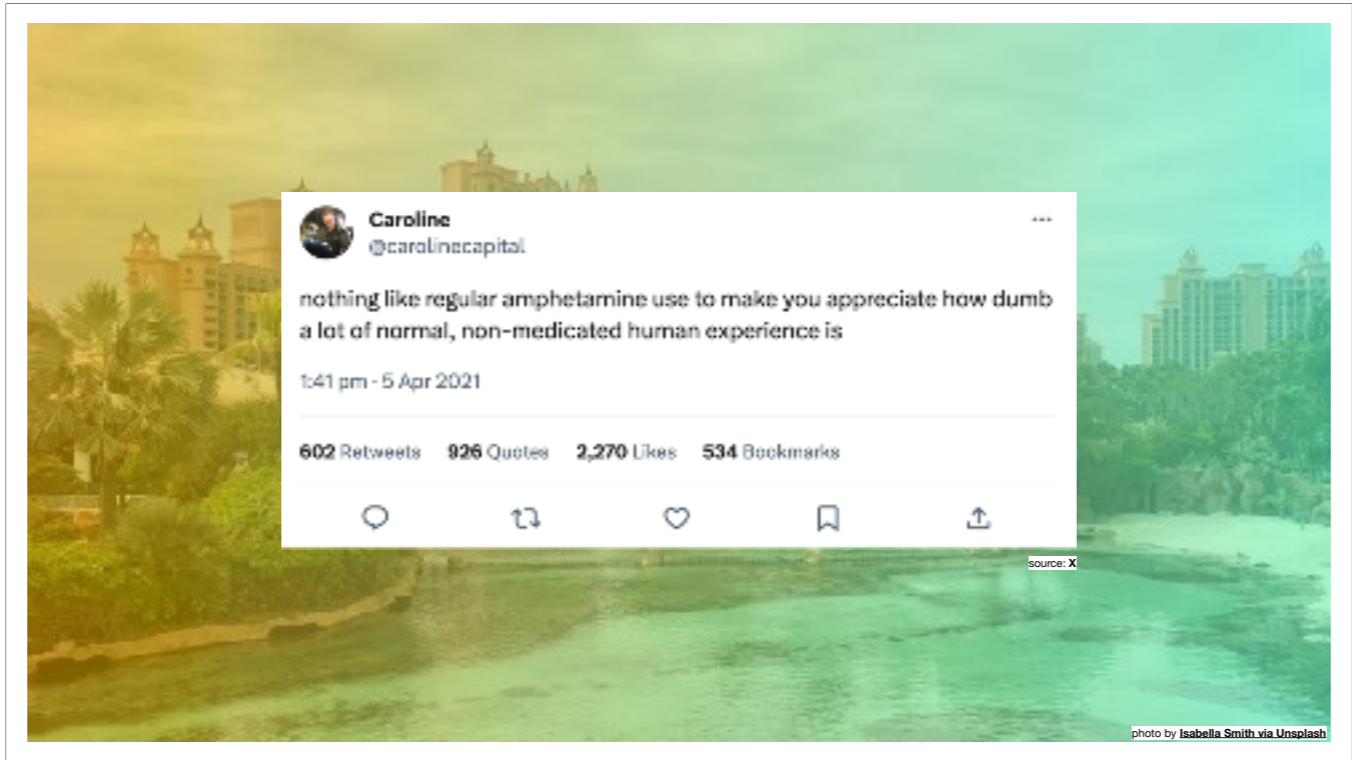 Caroline
@carolinecapital
nothing like regular amphetamine use to make you appreciate how dumb
a lot of normal, non-medicated human experience is
1:41 pm · 5 Apr 2021
602 Retweets 926 Quotes 2,270 Likes 534 Bookmarks
source: X
photo by Isabella Smith via Unsplash